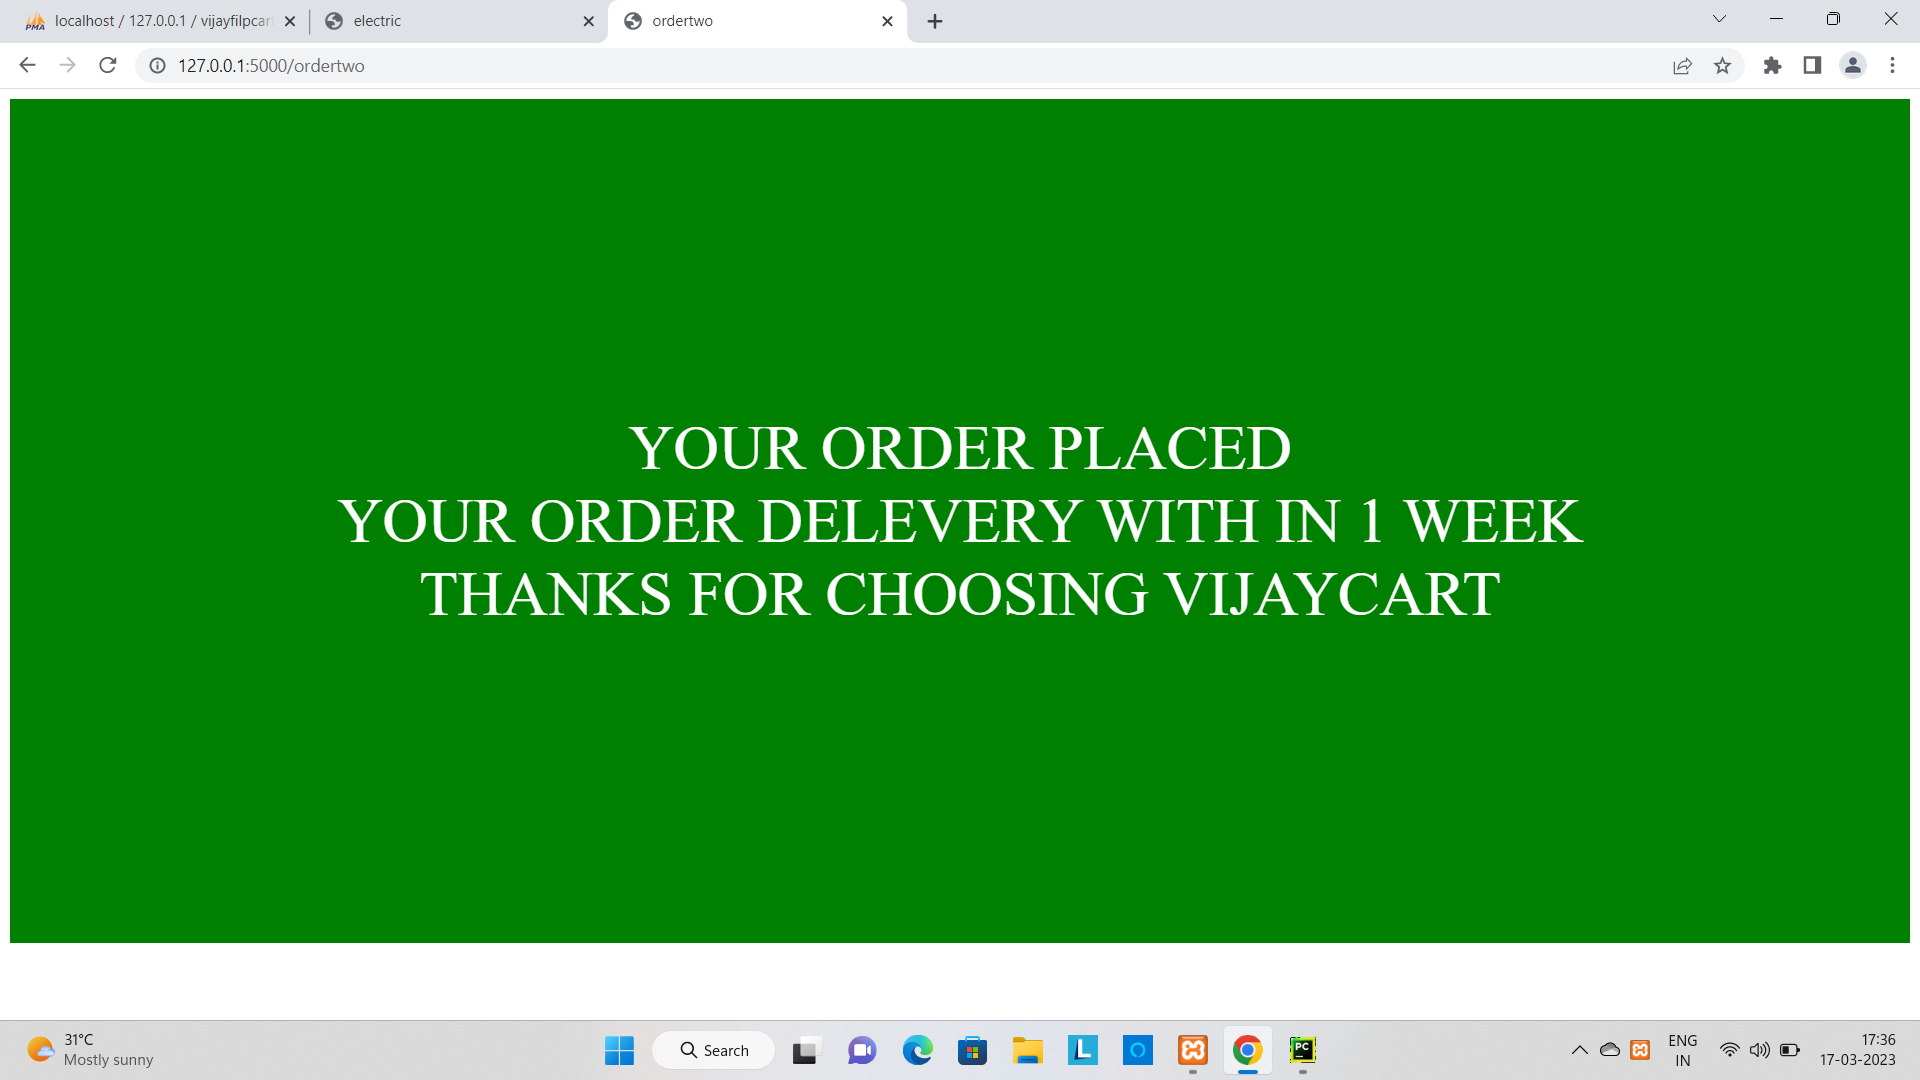 localhost / 127.0.0.1 / vijayfilpcar
electric
ordertwo
127.0.0.1:5000/ordertwo
YOUR ORDER PLACED
YOUR ORDER DELEVERY WITH IN 1 WEEK
THANKS FOR CHOOSING VIJAYCART
31°C
Mostly sunny
Search
ENG
IN
17:36
17-03-2023